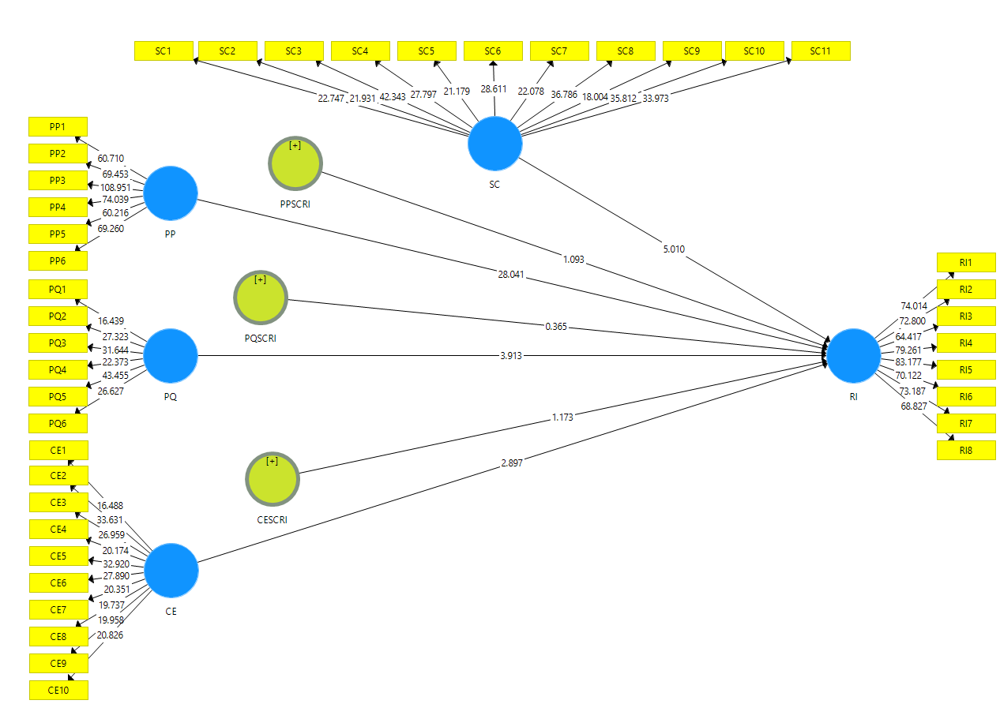 SC1 SC2 SC3 SC4 SC5 SC6 SC7 SC8 SC9 SC10 SC11
22.747 21.931 42.343 27.797 21.179 28.611 22.078 36.786 18.004 35.812 33.973
SC
PP1
PP2
PP3
PP4
PP5
PP6
60.710
69.453
108.951
74.039
60.216
69.260
PP
[+]
PPSCRI
[+]
PQSCRI
PQ1
PQ2
PQ3
PQ4
PQ5
PQ6
16.439
27.323
31.644
22.373
43.455
26.627
PQ
CE1
CE2
CE3
CE4
CE5
CE6
CE7
CE8
CE9
CE10
16.488
33.631
26.959
20.174
32.920
27.890
20.351
19.737
19.958
20.826
CE
[+]
CESCRI
5.010
1.093
28.041
0.365
3.913
1.173
2.897
RI
74.014
72.800
64.417
79.261
83.177
70.122
73.187
68.827
RI1
RI2
RI3
RI4
RI5
RI6
RI7
RI8